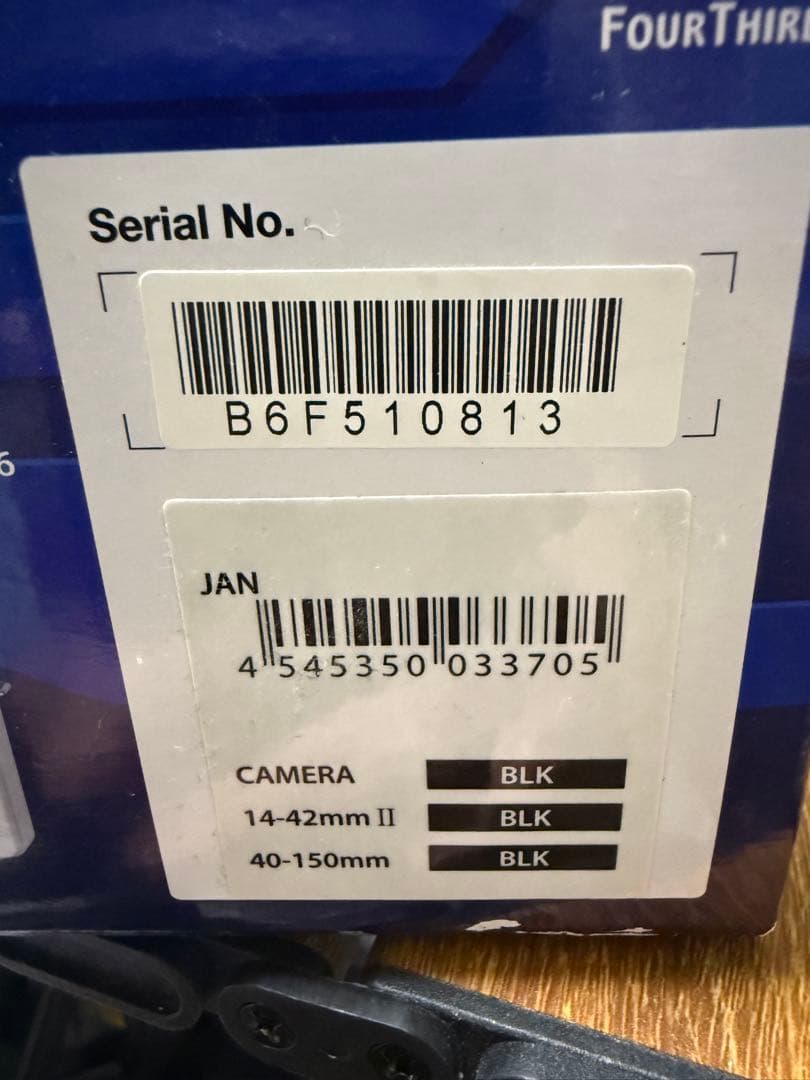 FOURTHIR
Serial No.
B6F510813
6
JAN
4 545350 033705
CAMERA BLK
14-42mm II BLK
40-150mm BLK